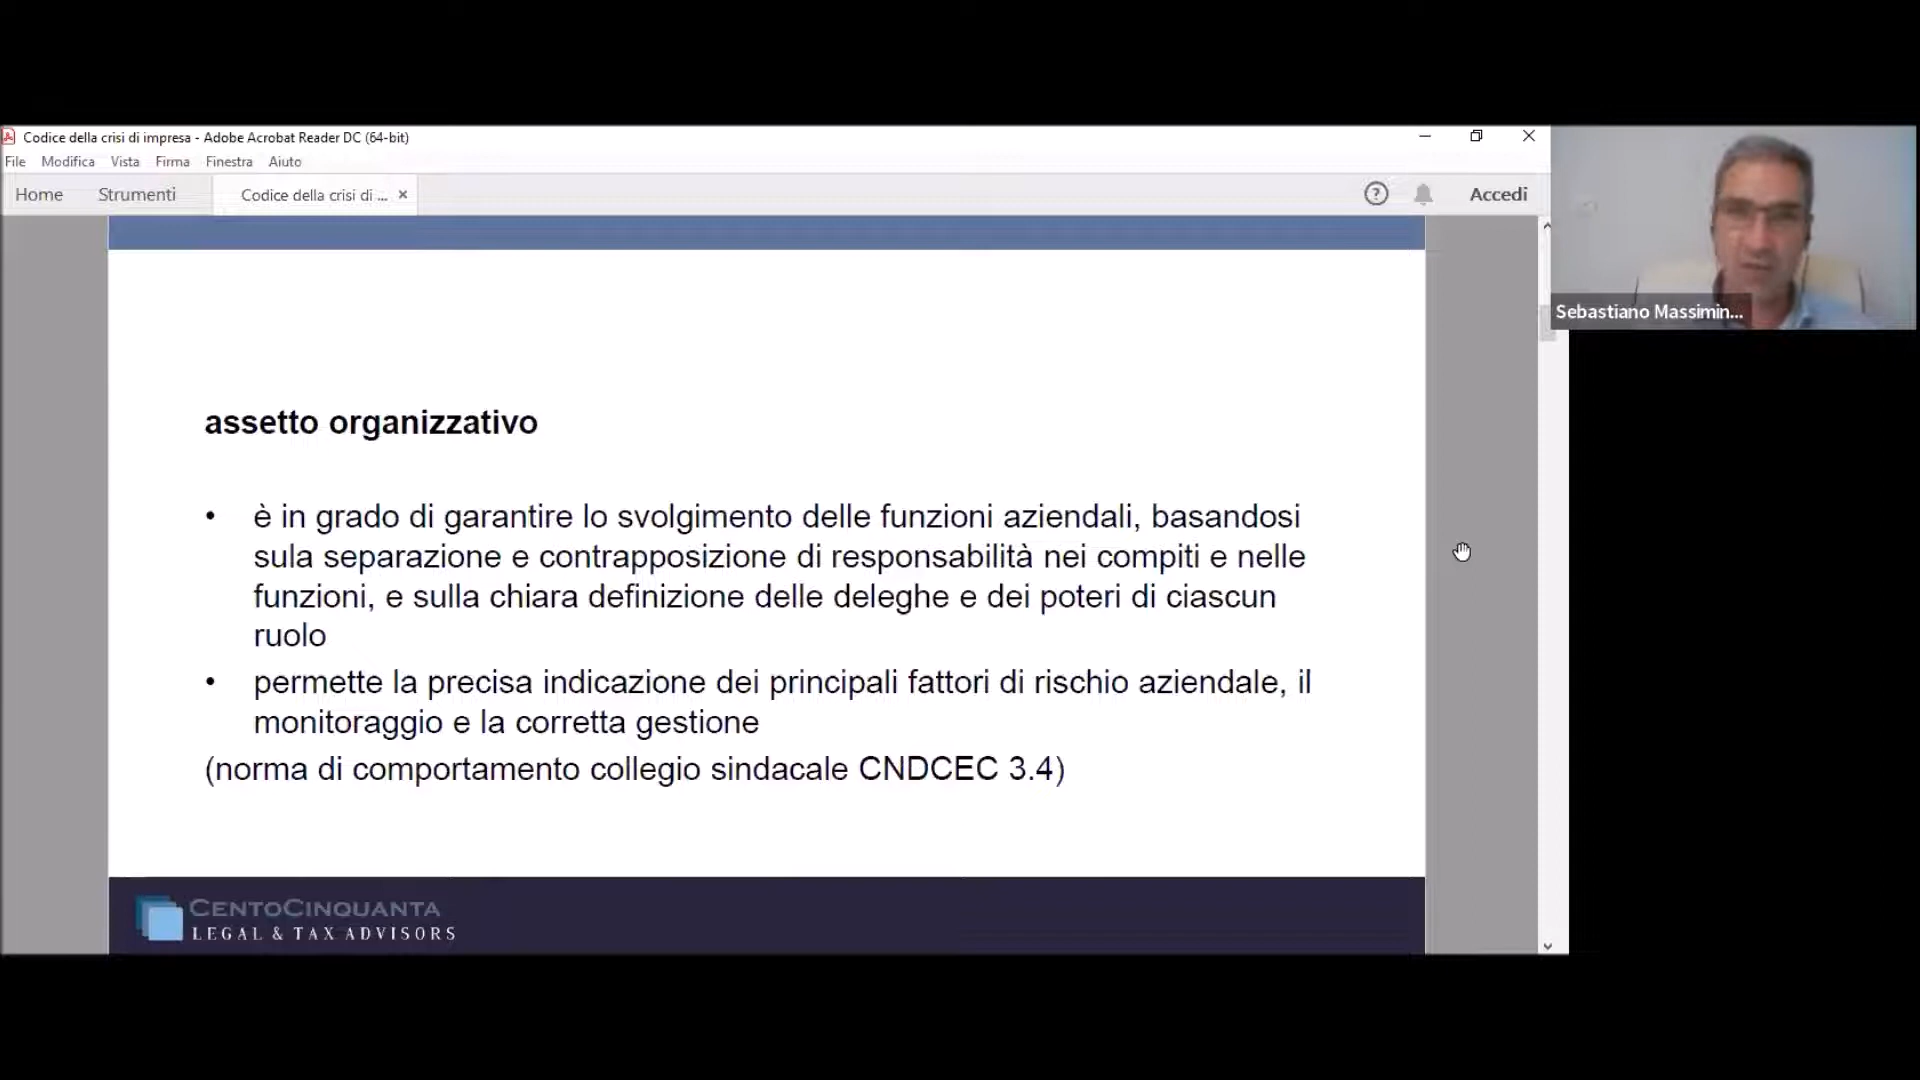 Codice della crisi di impresa - Adobe Acrobat Reader DC (64-bit)
File Modifica Vista Firma Finestra Aiuto
Home Strumenti Codice della crisi di ... × ? Accedi
Sebastiano Massimin...
assetto organizzativo
• è in grado di garantire lo svolgimento delle funzioni aziendali, basandosi
sulla separazione e contrapposizione di responsabilità nei compiti e nelle
funzioni, e sulla chiara definizione delle deleghe e dei poteri di ciascun
ruolo
• permette la precisa indicazione dei principali fattori di rischio aziendale, il
monitoraggio e la corretta gestione
(norma di comportamento collegio sindacale CNDCEC 3.4)
CENTOCINQUANTA
LEGAL & TAX ADVISORS